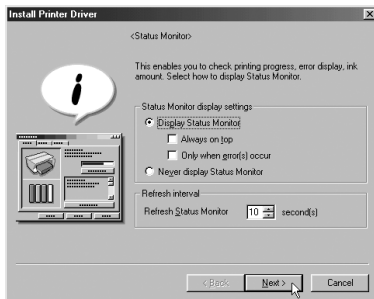 Install Printer Driver
<Status Monitor>
This enables you to check printing progress, error display, ink
amount. Select how to display Status Monitor.
Status Monitor display settings
Display Status Monitor
Always on top
Only when error(s) occur
Never display Status Monitor
Refresh interval
Refresh Status Monitor 10 second(s)
< Back Next > Cancel